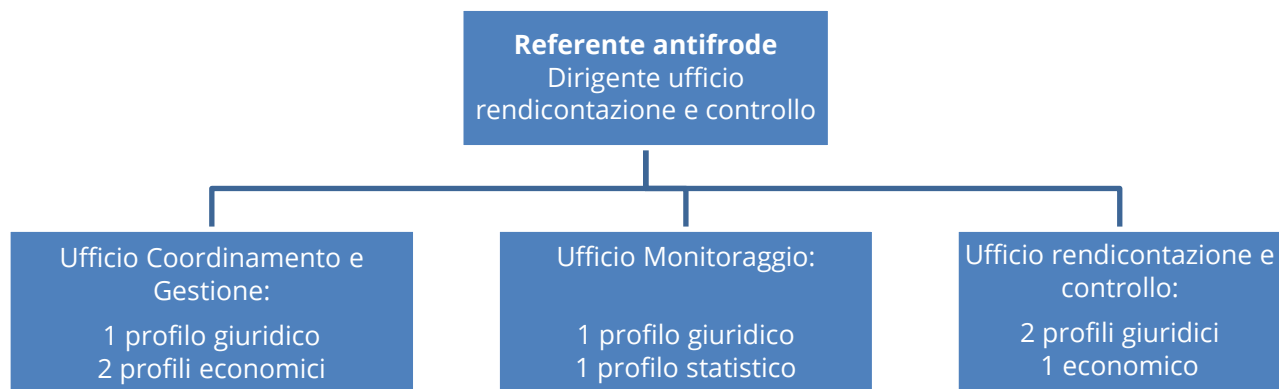 Referente antifrode
Dirigente ufficio
rendicontazione e controllo
Ufficio Coordinamento e
Gestione:
1 profilo giuridico
2 profili economici
Ufficio Monitoraggio:
1 profilo giuridico
1 profilo statistico
Ufficio rendicontazione e
controllo:
2 profili giuridici
1 economico